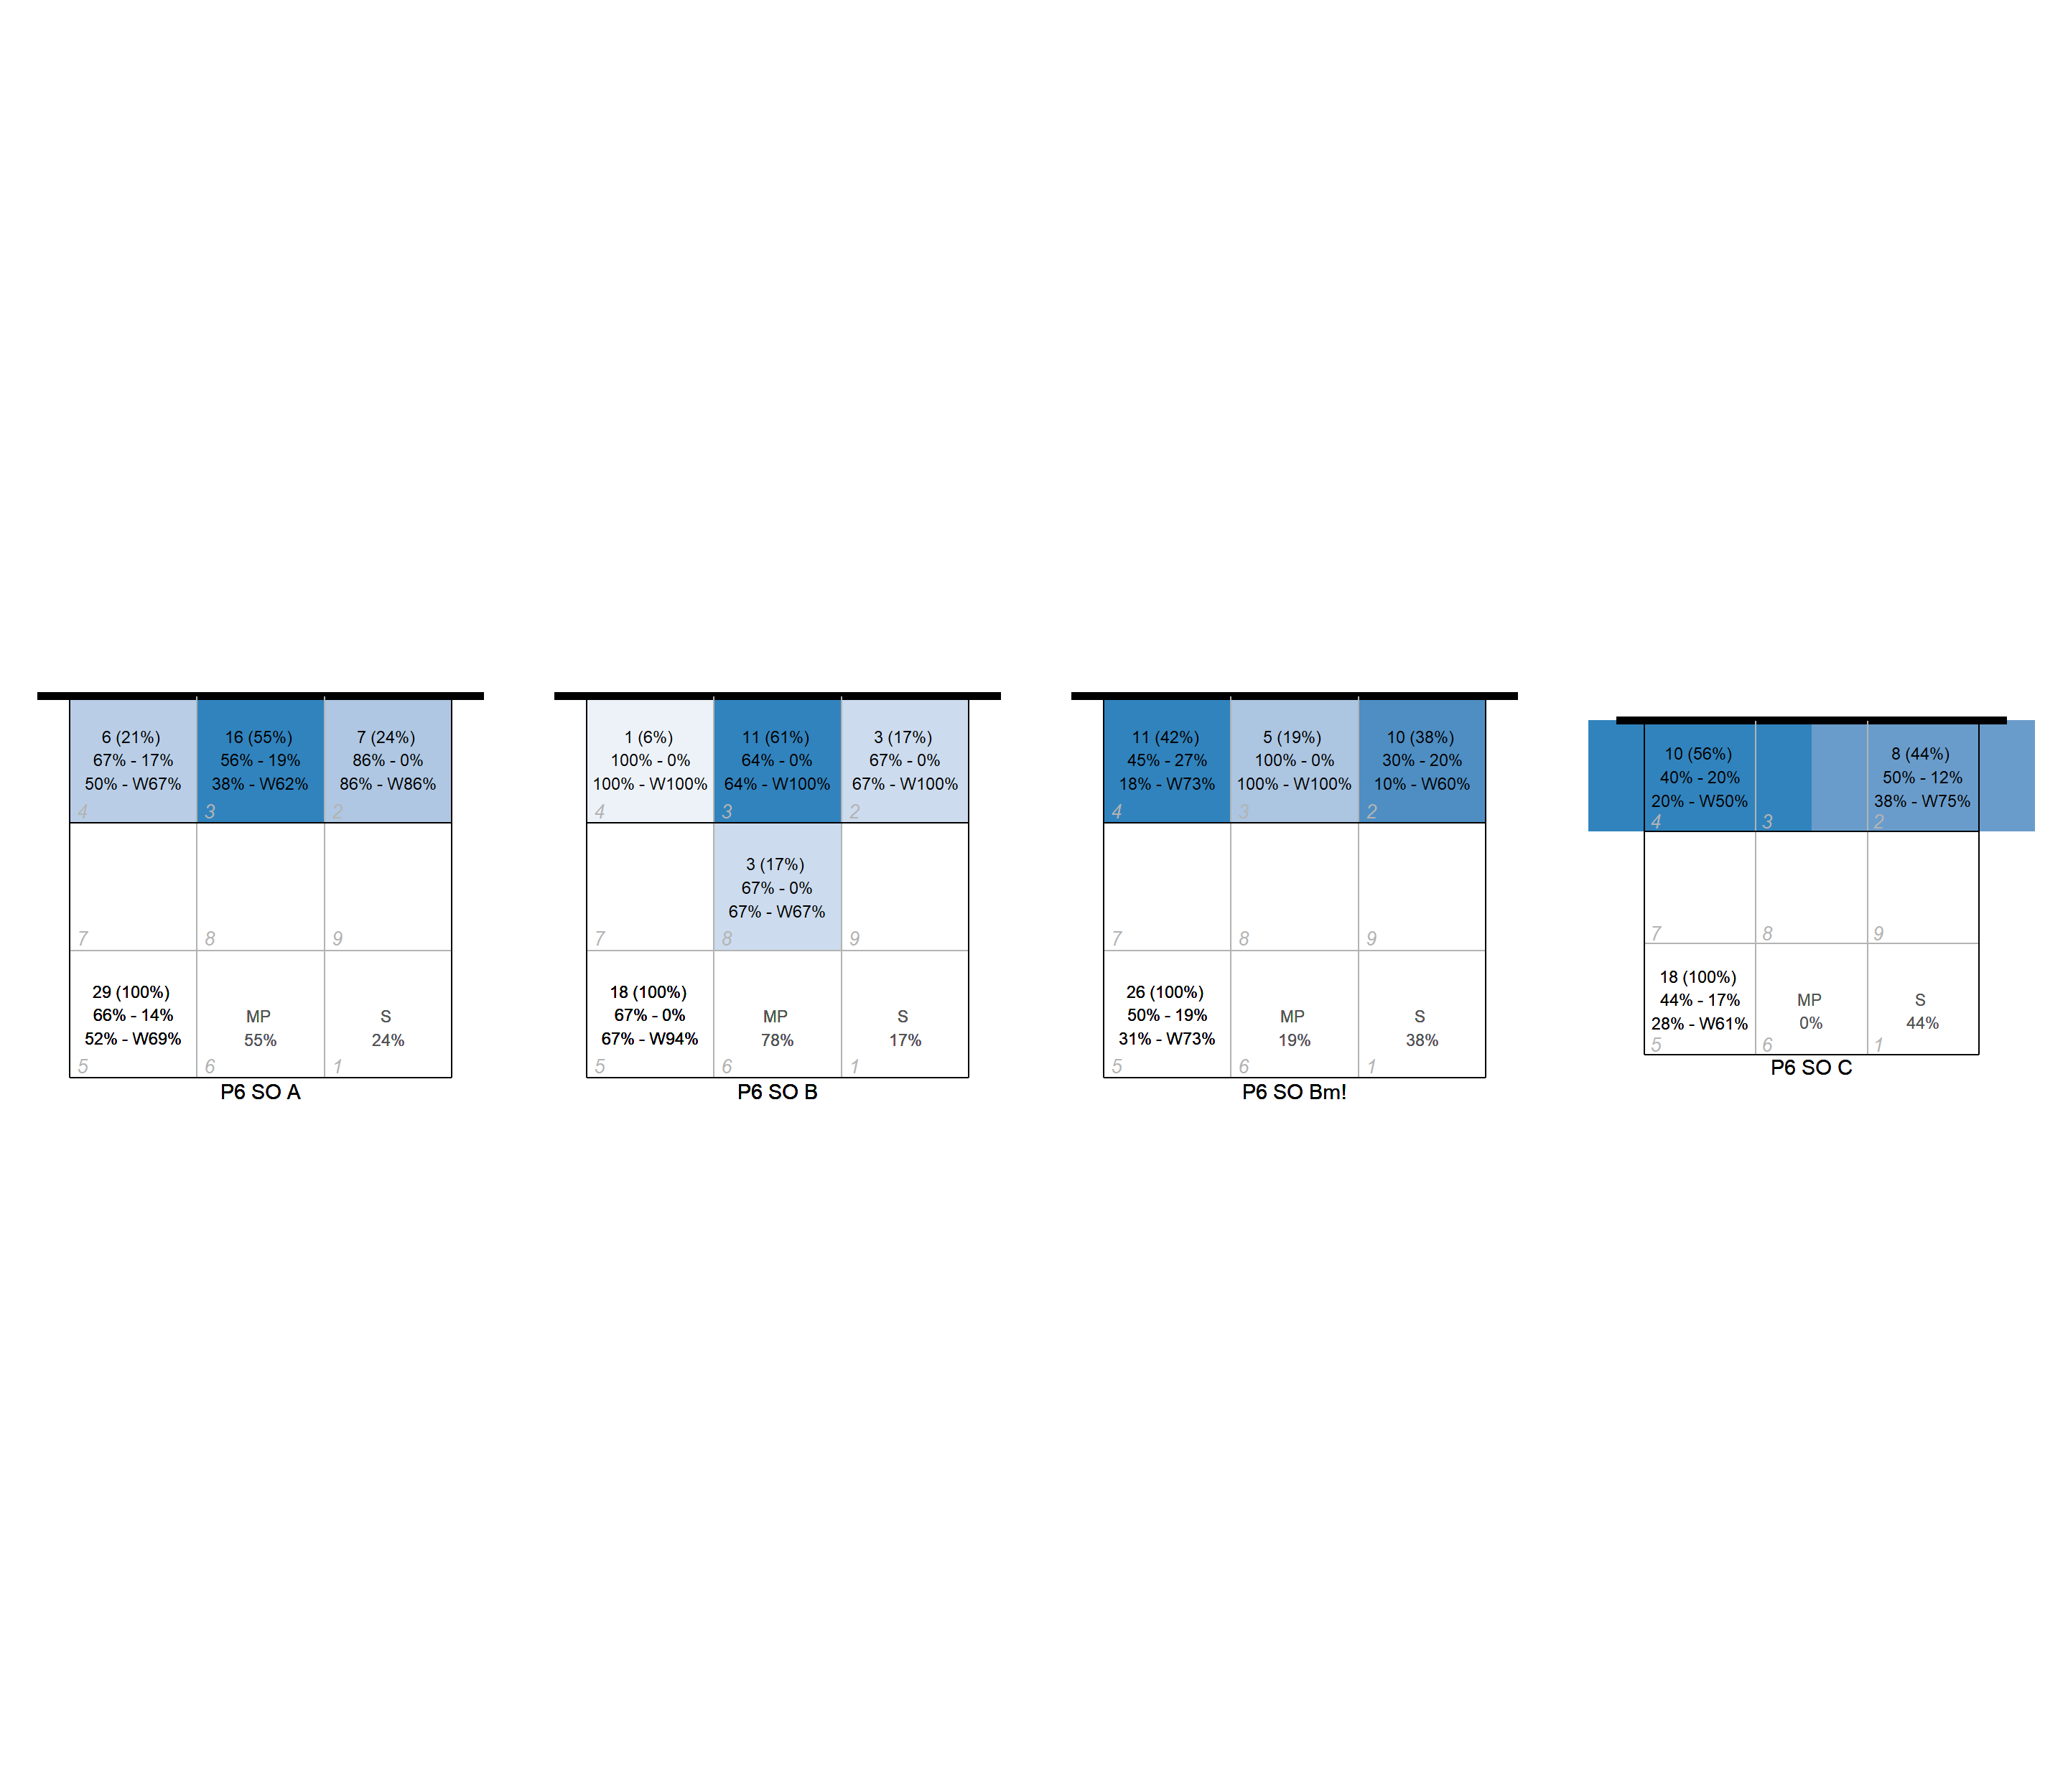 6 (21%)
67% - 17%
50% - W67%
4
16 (55%)
56% - 19%
38% - W62%
3
7 (24%)
86% - 0%
86% - W86%
2
7
8
9
29 (100%)
66% - 14%
52% - W69%
5
MP
55%
6
S
24%
1
P6 SO A
1 (6%)
100% - 0%
100% - W100%
4
11 (61%)
64% - 0%
64% - W100%
3
3 (17%)
67% - 0%
67% - W100%
2
7
3 (17%)
67% - 0%
67% - W67%
8
9
18 (100%)
67% - 0%
67% - W94%
5
MP
78%
6
S
17%
1
P6 SO B
11 (42%)
45% - 27%
18% - W73%
4
5 (19%)
100% - 0%
100% - W100%
3
10 (38%)
30% - 20%
10% - W60%
2
7
8
9
26 (100%)
50% - 19%
31% - W73%
5
MP
19%
6
S
38%
1
P6 SO Bm!
10 (56%)
40% - 20%
20% - W50%
4
3
8 (44%)
50% - 12%
38% - W75%
2
7
8
9
18 (100%)
44% - 17%
28% - W61%
5
MP
0%
6
S
44%
1
P6 SO C